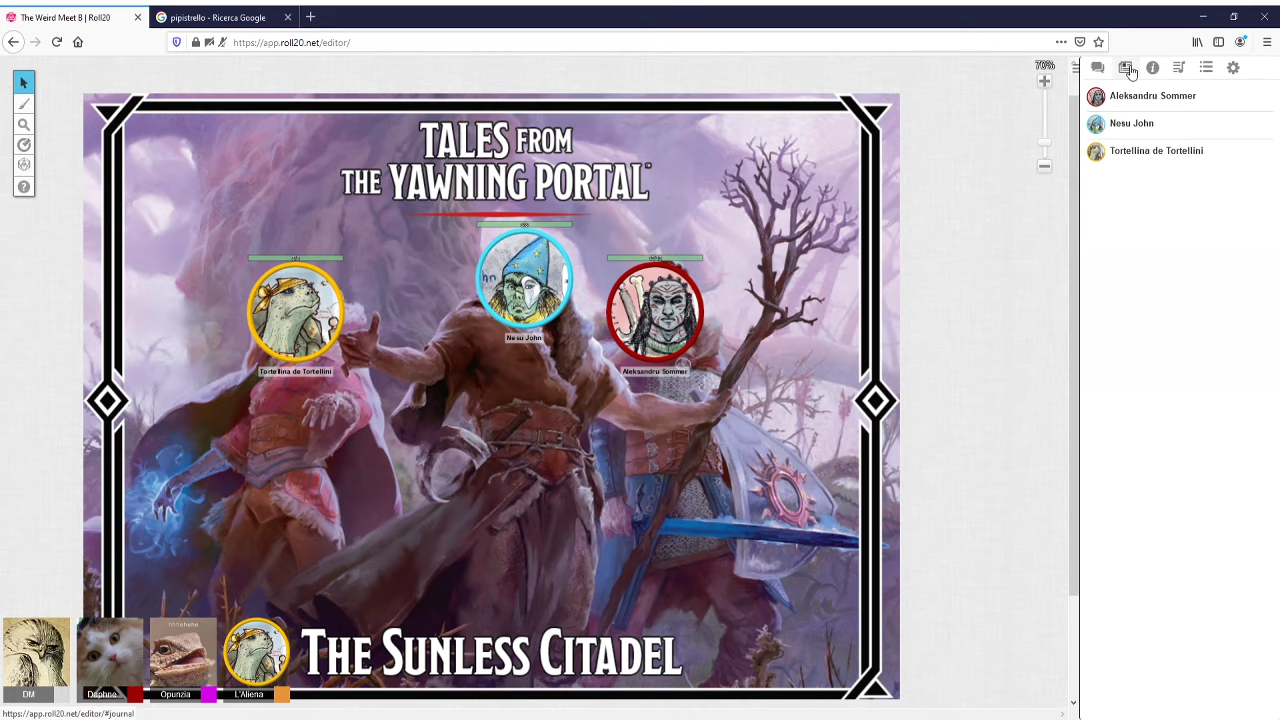 The Weird Meet B | Roll20
pipistrello - Ricerca Google
https://app.roll20.net/editor/
70%
Aleksandru Sommer
Nesu John
Tortellina de Tortellini
TALES FROM
THE YAWNING PORTAL
Nesu John
Tortellina de Tortellini
Aleksandru Sommer
hhhehehe
DM
Daphne
Opunzia
L'Aliena
THE SUNLESS CITADEL
https://app.roll20.net/editor/#journal